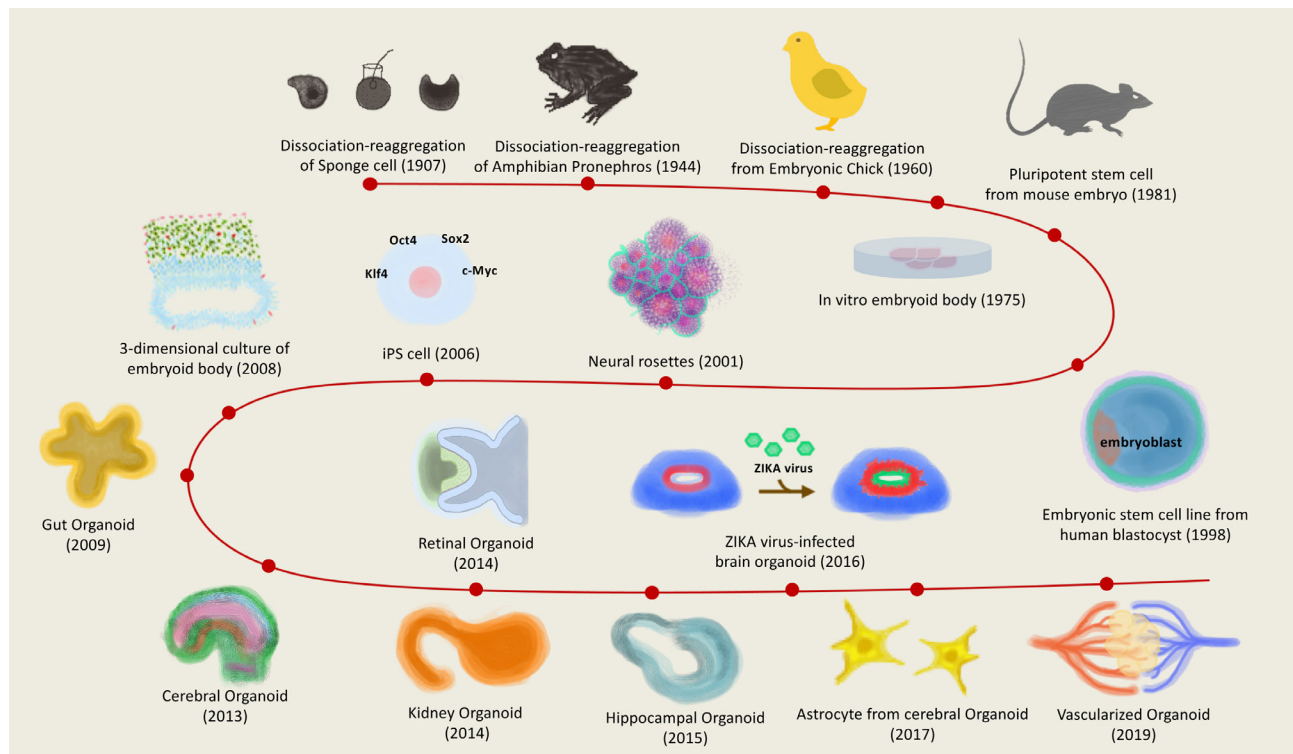 Dissociation-reaggregation
of Sponge cell (1907)
Dissociation-reaggregation
of Amphibian Pronephros (1944)
Dissociation-reaggregation
from Embryonic Chick (1960)
Pluripotent stem cell
from mouse embryo (1981)
3-dimensional culture of
embryoid body (2008)
Oct4
Sox2
Klf4
c-Myc
iPS cell (2006)
Neural rosettes (2001)
In vitro embryoid body (1975)
Gut Organoid
(2009)
Retinal Organoid
(2014)
ZIKA virus
ZIKA virus-infected
brain organoid (2016)
embryoblast
Embryonic stem cell line from
human blastocyst (1998)
Cerebral Organoid
(2013)
Kidney Organoid
(2014)
Hippocampal Organoid
(2015)
Astrocyte from cerebral Organoid
(2017)
Vascularized Organoid
(2019)